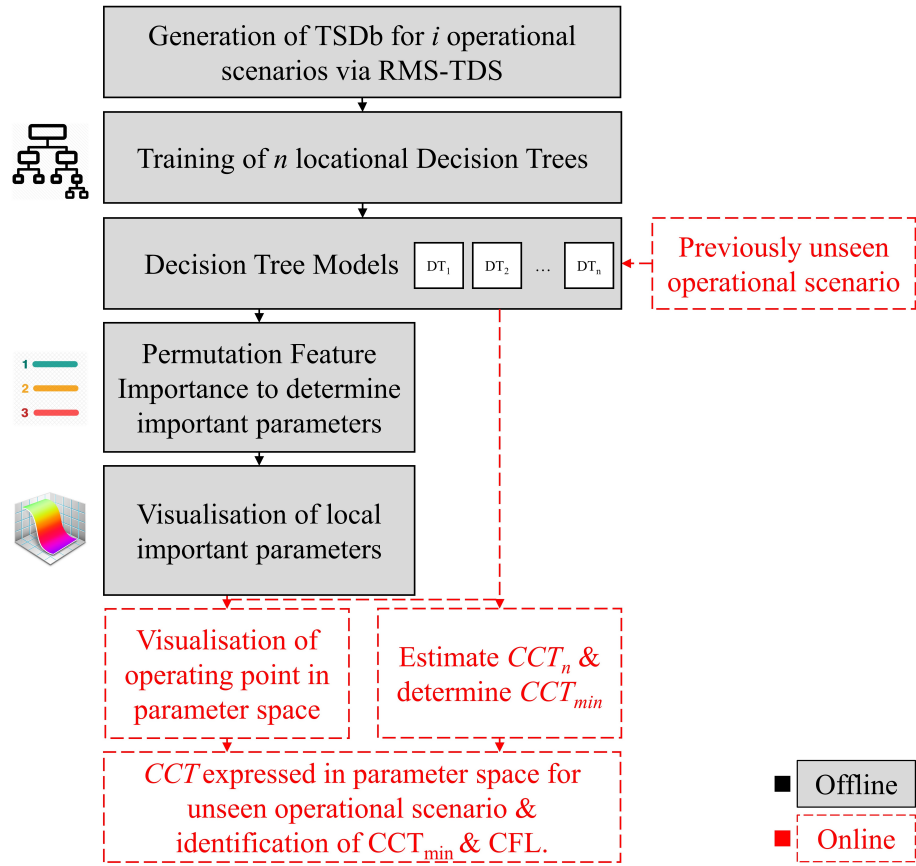 Generation of TSDb for i operational
scenarios via RMS-TDS
Training of n locational Decision Trees
Decision Tree Models
DT1
DT2
...
DTn
Previously unseen
operational scenario
1
2
3
Permutation Feature
Importance to determine
important parameters
Visualisation of local
important parameters
Visualisation of
operating point in
parameter space
Estimate CCTn &
determine CCTmin
CCT expressed in parameter space for
unseen operational scenario &
identification of CCTmin & CFL.
Offline
Online